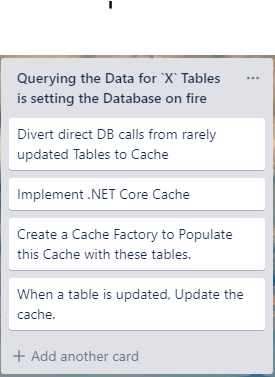 Querying the Data for `X` Tables
is setting the Database on fire
...
Divert direct DB calls from rarely
updated Tables to Cache
Implement .NET Core Cache
Create a Cache Factory to Populate
this Cache with these tables.
When a table is updated, Update the
cache.
+ Add another card